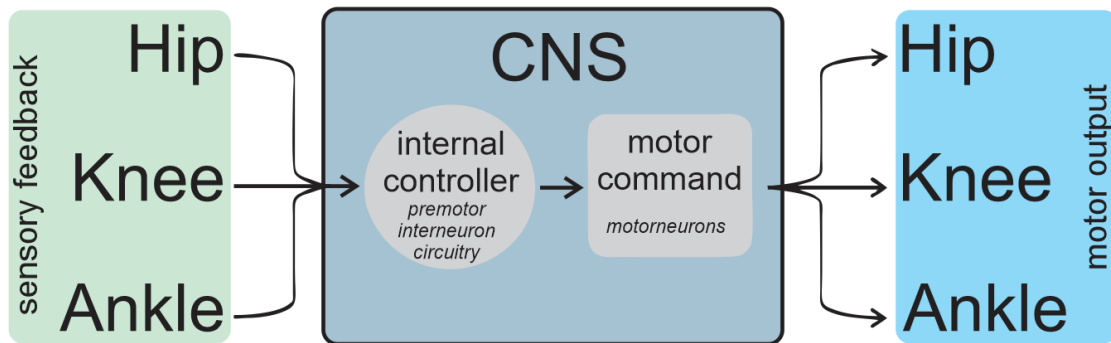 sensory feedback
Hip
Knee
Ankle
CNS
internal
controller
premotor
interneuron
circuitry
motor
command
motorneurons
Hip
Knee
Ankle
motor output